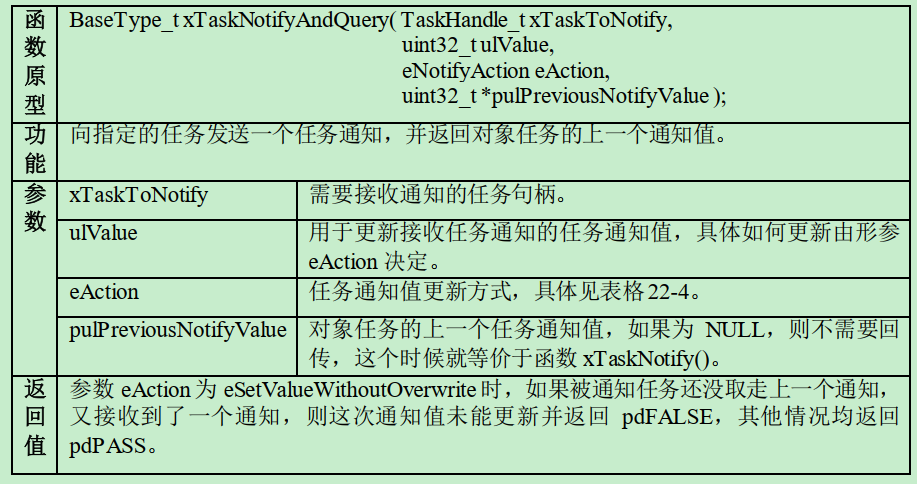 函数原型
BaseType_t xTaskNotifyAndQuery( TaskHandle_t xTaskToNotify,
uint32_t ulValue,
eNotifyAction eAction,
uint32_t *pulPreviousNotifyValue );
功能
向指定的任务发送一个任务通知，并返回对象任务的上一个通知值。
参数
xTaskToNotify
需要接收通知的任务句柄。
ulValue
用于更新接收任务通知的任务通知值，具体如何更新由形参
eAction 决定。
eAction
任务通知值更新方式，具体见表格 22-4。
pulPreviousNotifyValue
对象任务的上一个任务通知值，如果为 NULL，则不需要回
传，这个时候就等价于函数 xTaskNotify()。
返回值
参数 eAction 为 eSetValueWithoutOverwrite 时，如果被通知任务还没取走上一个通知，
又接收到了一个通知，则这次通知值未能更新并返回 pdFALSE，其他情况均返回
pdPASS。